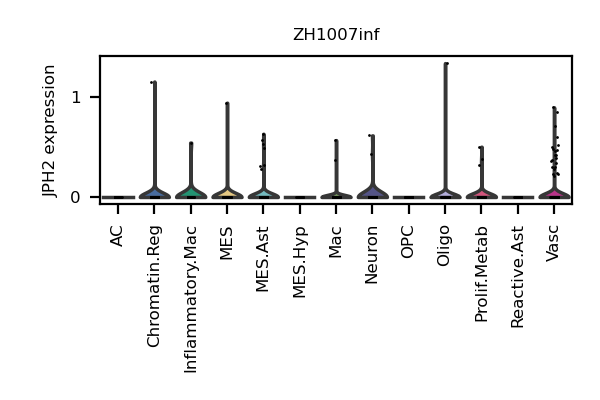 ZH1007inf
JPH2 expression
1
0
AC
Chromatin.Reg
Inflammatory.Mac
MES
MES.Ast
MES.Hyp
Mac
Neuron
OPC
Oligo
Prolif.Metab
Reactive.Ast
Vasc